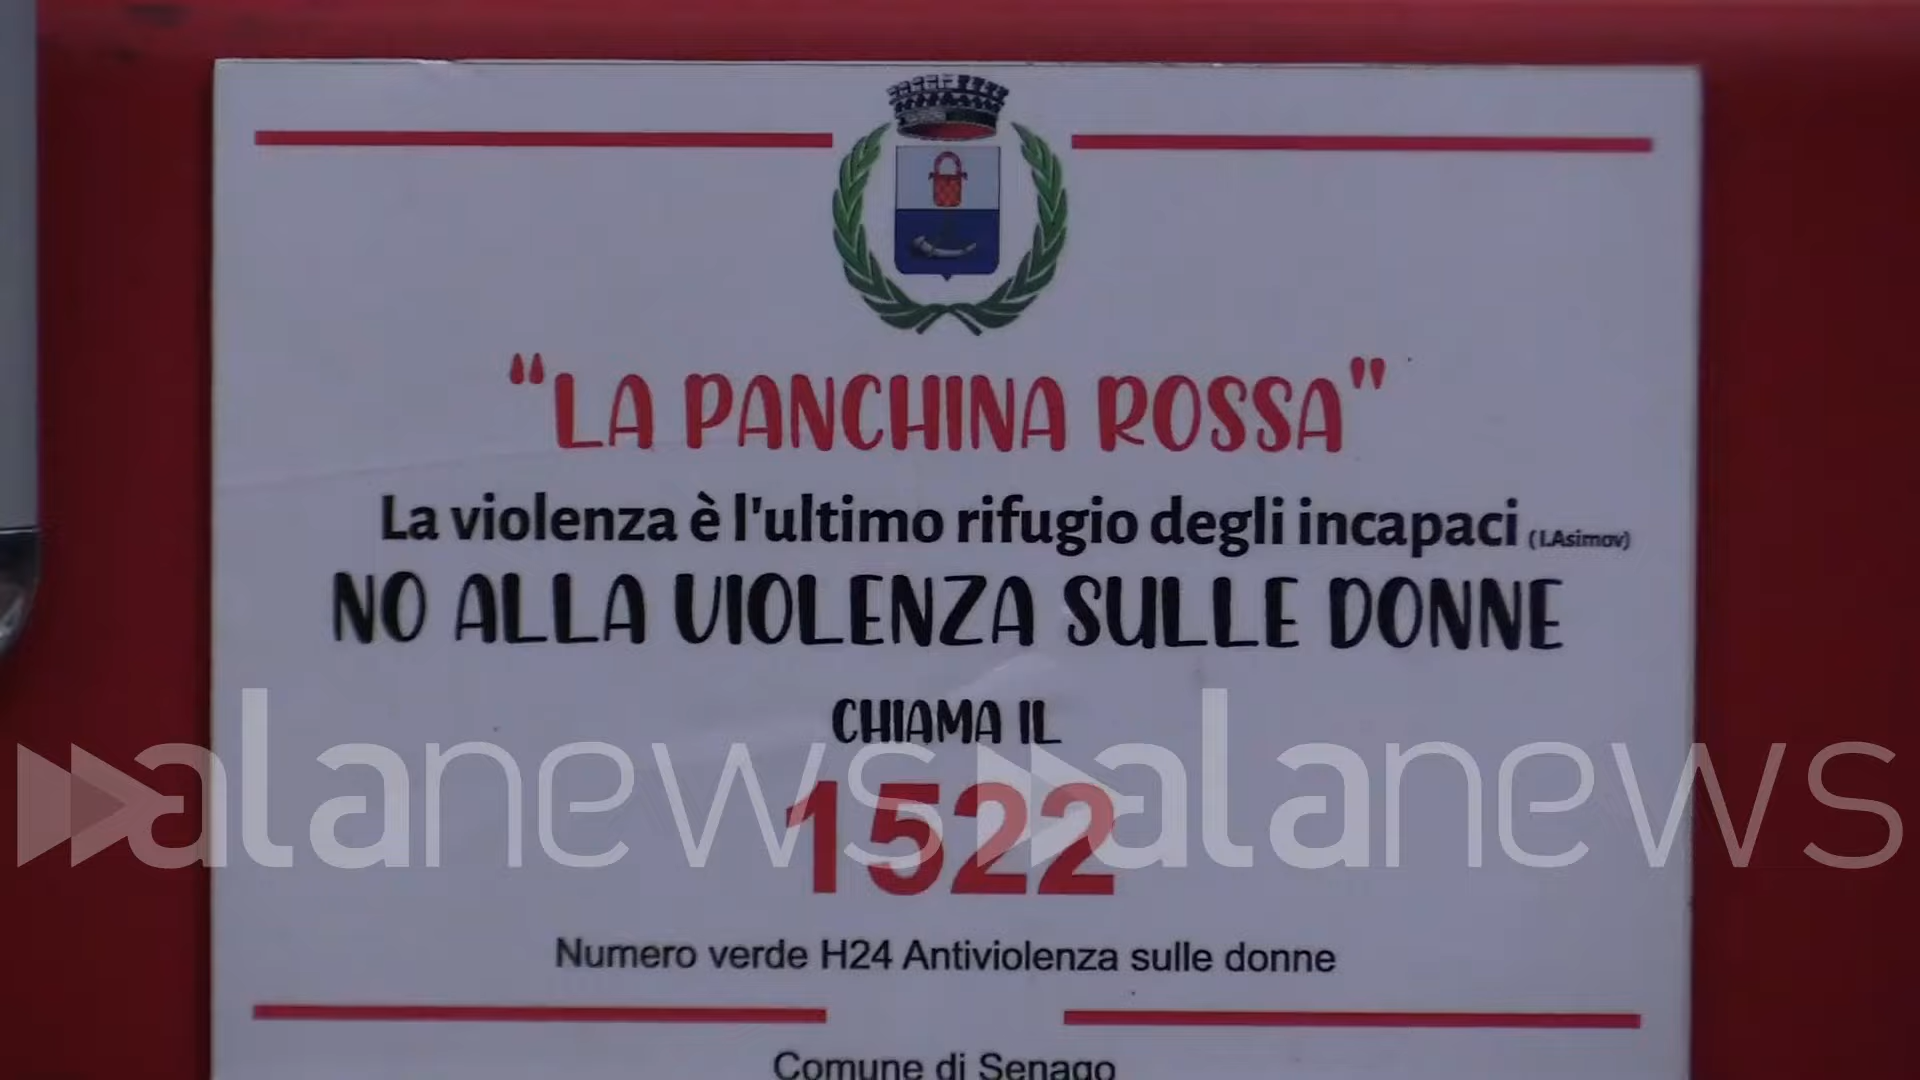 "LA PANCHINA ROSSA"
La violenza è l'ultimo rifugio degli incapaci (I.Asimov)
NO ALLA VIOLENZA SULLE DONNE
CHIAMA IL
alanews alanews
1522
Numero verde H24 Antiviolenza sulle donne
Comune di Senago